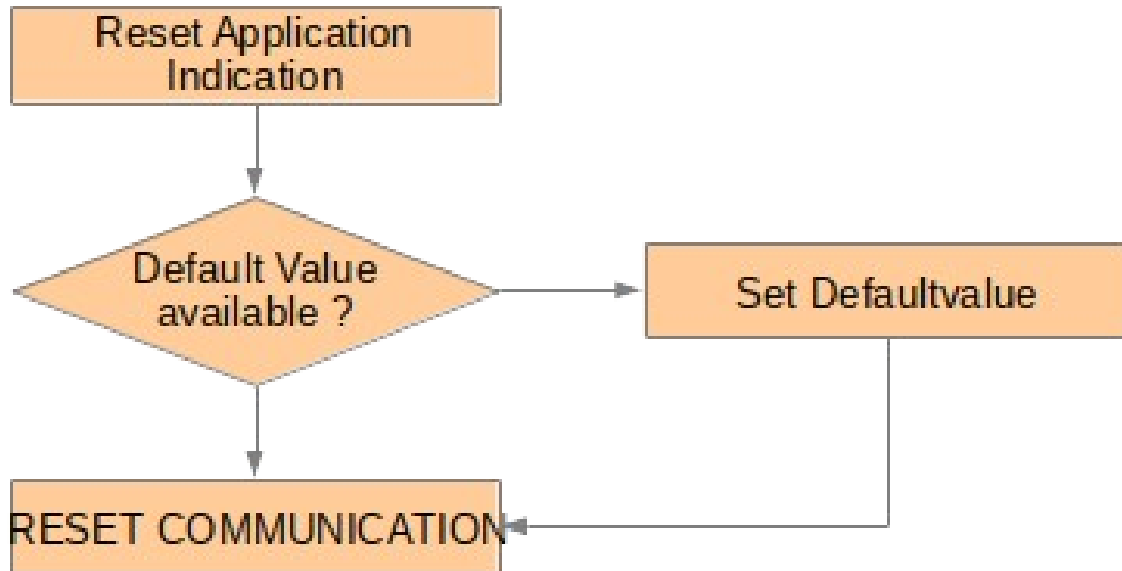 Reset Application
Indication
Default Value
available ?
Set Defaultvalue
RESET COMMUNICATION